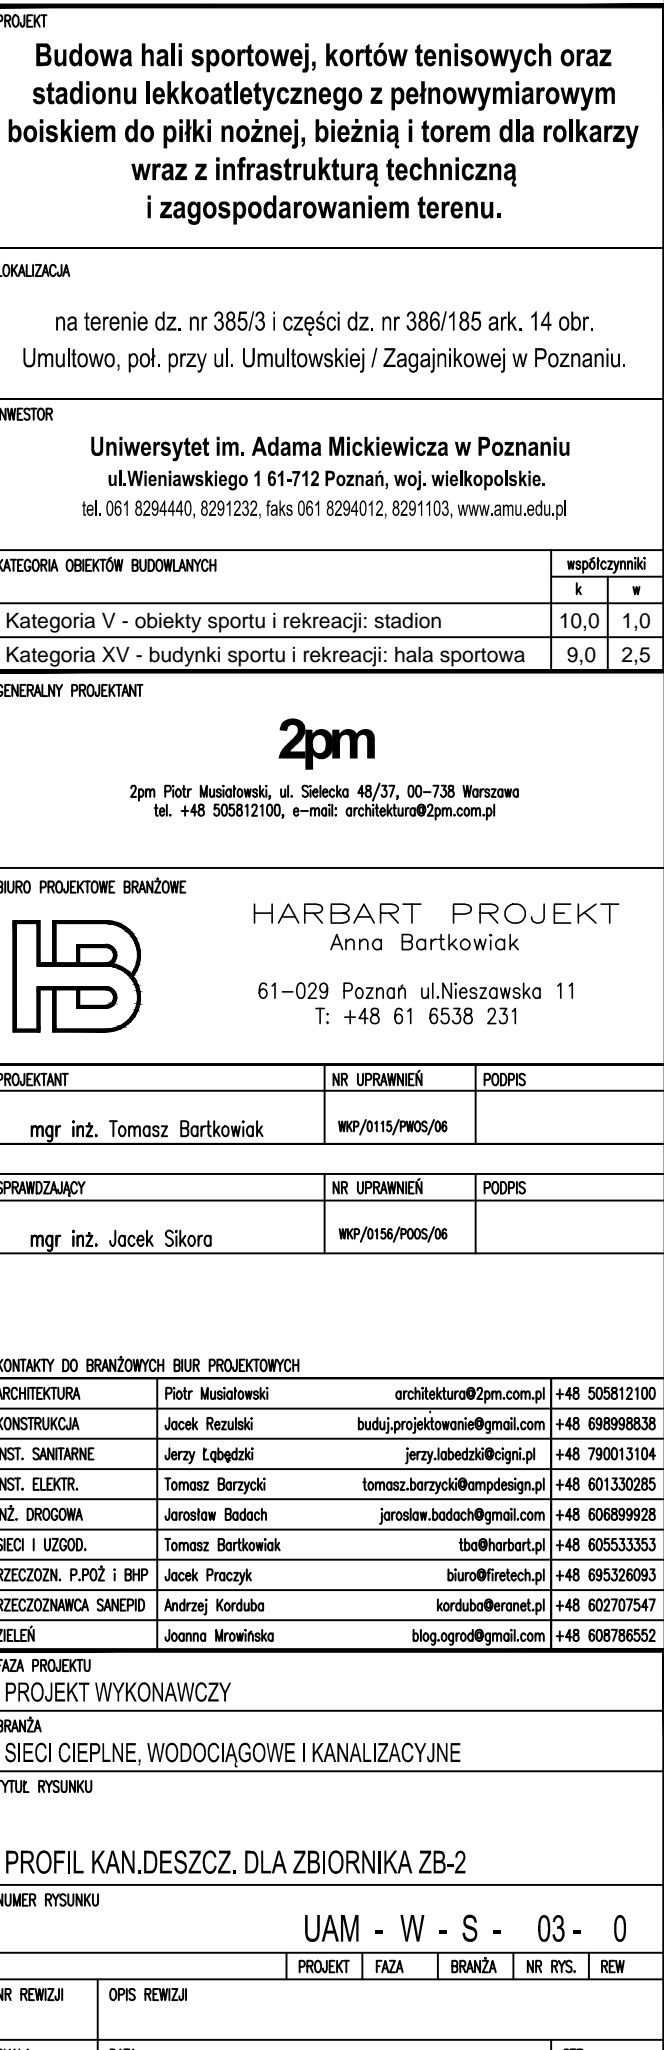 PROJEKT
Budowa hali sportowej, kortów tenisowych oraz
stadionu lekkoatletycznego z pełnowymiarowym
boiskiem do piłki nożnej, bieżnią i torem dla rolkarzy
wraz z infrastrukturą techniczną
i zagospodarowaniem terenu.
LOKALIZACJA
na terenie dz. nr 385/3 i części dz. nr 386/185 ark. 14 obr.
Umultowo, poł. przy ul. Umultowskiej / Zagajnikowej w Poznaniu.
INWESTOR
Uniwersytet im. Adama Mickiewicza w Poznaniu
ul.Wieniawskiego 1 61-712 Poznań, woj. wielkopolskie.
tel. 061 8294440, 8291232, faks 061 8294012, 8291103, www.amu.edu.pl
KATEGORIA OBIEKTÓW BUDOWLANYCH współczynniki
k w
Kategoria V - obiekty sportu i rekreacji: stadion 10,0 1,0
Kategoria XV - budynki sportu i rekreacji: hala sportowa 9,0 2,5
GENERALNY PROJEKTANT
2pm
2pm Piotr Musiałowski, ul. Sielecka 48/37, 00-738 Warszawa
tel. +48 505812100, e-mail: architektura@2pm.com.pl
BIURO PROJEKTOWE BRANŻOWE
HB
HARBART PROJEKT
Anna Bartkowiak
61-029 Poznań ul.Nieszawska 11
T: +48 61 6538 231
PROJEKTANT NR UPRAWNIEŃ PODPIS
mgr inż. Tomasz Bartkowiak WKP/0115/PWOS/06
SPRAWDZAJĄCY NR UPRAWNIEŃ PODPIS
mgr inż. Jacek Sikora WKP/0156/POOS/06
KONTAKTY DO BRANŻOWYCH BIUR PROJEKTOWYCH
ARCHITEKTURA Piotr Musiałowski architektura@2pm.com.pl +48 505812100
KONSTRUKCJA Jacek Rezulski buduj.projektowanie@gmail.com +48 698998838
INST. SANITARNE Jerzy Łąbędzki jerzy.labedzki@cigni.pl +48 790013104
INST. ELEKTR. Tomasz Barzycki tomasz.barzycki@ampdesign.pl +48 601330285
INŻ. DROGOWA Jarosław Badach jaroslaw.badach@gmail.com +48 606899928
SIECI I UZGOD. Tomasz Bartkowiak tba@harbart.pl +48 605533353
RZECZOZN. P.POŻ i BHP Jacek Praczyk biuro@firetech.pl +48 695326093
RZECZOZNAWCA SANEPID Andrzej Korduba korduba@eranet.pl +48 602707547
ZIELEŃ Joanna Mrowińska blog.ogrod@gmail.com +48 608786552
FAZA PROJEKTU
PROJEKT WYKONAWCZY
BRANŻA
SIECI CIEPLNE, WODOCIĄGOWE I KANALIZACYJNE
TYTUŁ RYSUNKU
PROFIL KAN.DESZCZ. DLA ZBIORNIKA ZB-2
NUMER RYSUNKU
UAM - W - S - 03 - 0
PROJEKT FAZA BRANŻA NR RYS. REW
NR REWIZJI OPIS REWIZJI